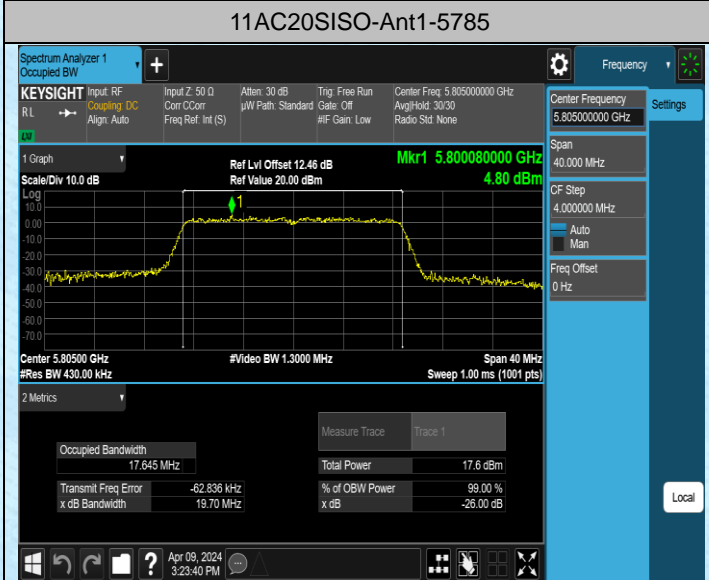 11AC20SISO-Ant1-5785
Spectrum Analyzer 1
Occupied BW
Frequency
KEYSIGHT
RL
LXI
Input: RF
Coupling: DC
Align: Auto
Input Z: 50 Ω
Corr CCorr
Freq Ref: Int (S)
Atten: 30 dB
µW Path: Standard
Trig: Free Run
Gate: Off
#IF Gain: Low
Center Freq: 5.805000000 GHz
Avg|Hold: 30/30
Radio Std: None
Center Frequency
5.805000000 GHz
Settings
Span
40.000 MHz
CF Step
4.000000 MHz
Auto
Man
Freq Offset
0 Hz
1 Graph
Ref Lvl Offset 12.46 dB
Mkr1 5.800080000 GHz
Scale/Div 10.0 dB
Ref Value 20.00 dBm
4.80 dBm
Log
1
10.0
0.00
-10.0
-20.0
-30.0
-40.0
-50.0
-60.0
-70.0
Center 5.80500 GHz
#Video BW 1.3000 MHz
Span 40 MHz
#Res BW 430.00 kHz
Sweep 1.00 ms (1001 pts)
2 Metrics
Measure Trace
Trace 1
Occupied Bandwidth
17.645 MHz
Total Power
17.6 dBm
Transmit Freq Error
-62.836 kHz
% of OBW Power
99.00 %
x dB Bandwidth
19.70 MHz
x dB
-26.00 dB
Local
?
Apr 09, 2024
3:23:40 PM